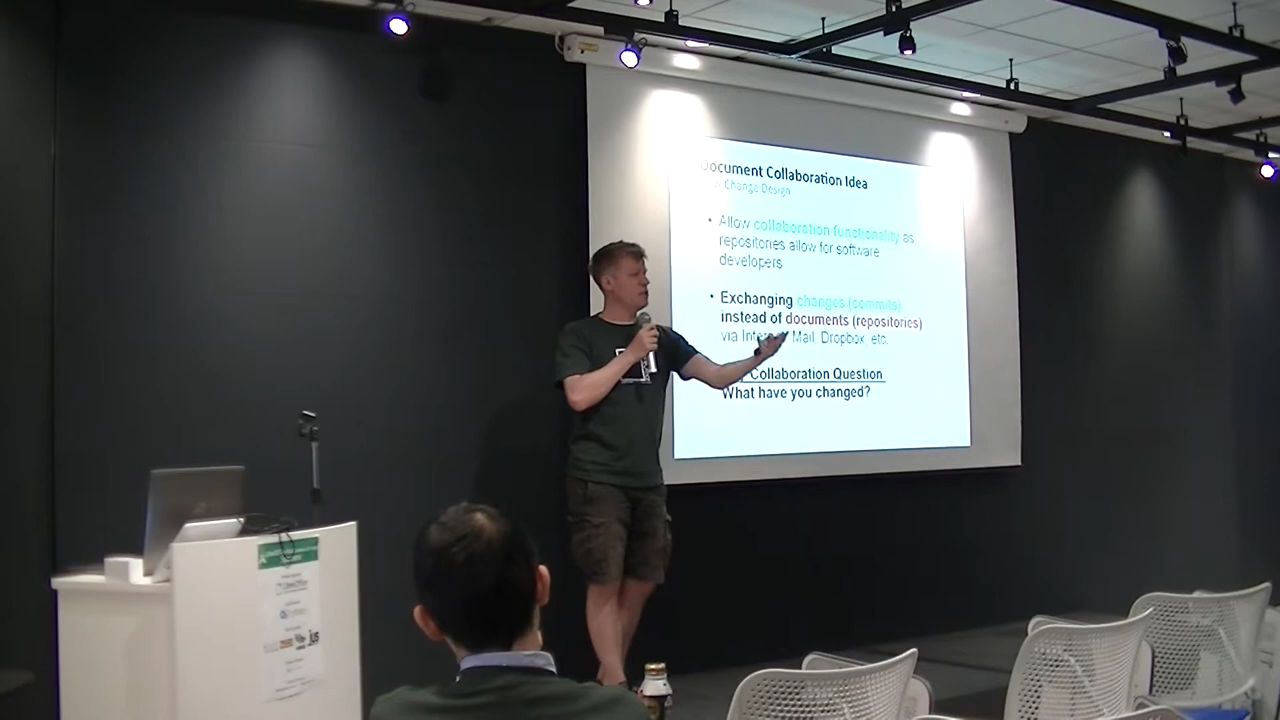 Document Collaboration Idea
Change Design
• Allow collaboration functionality as
repositories allow for software
developers
• Exchanging changes (commits)
instead of documents (repositories)
via Mail, Dropbox, etc.
Collaboration Question
What have you changed?
jus